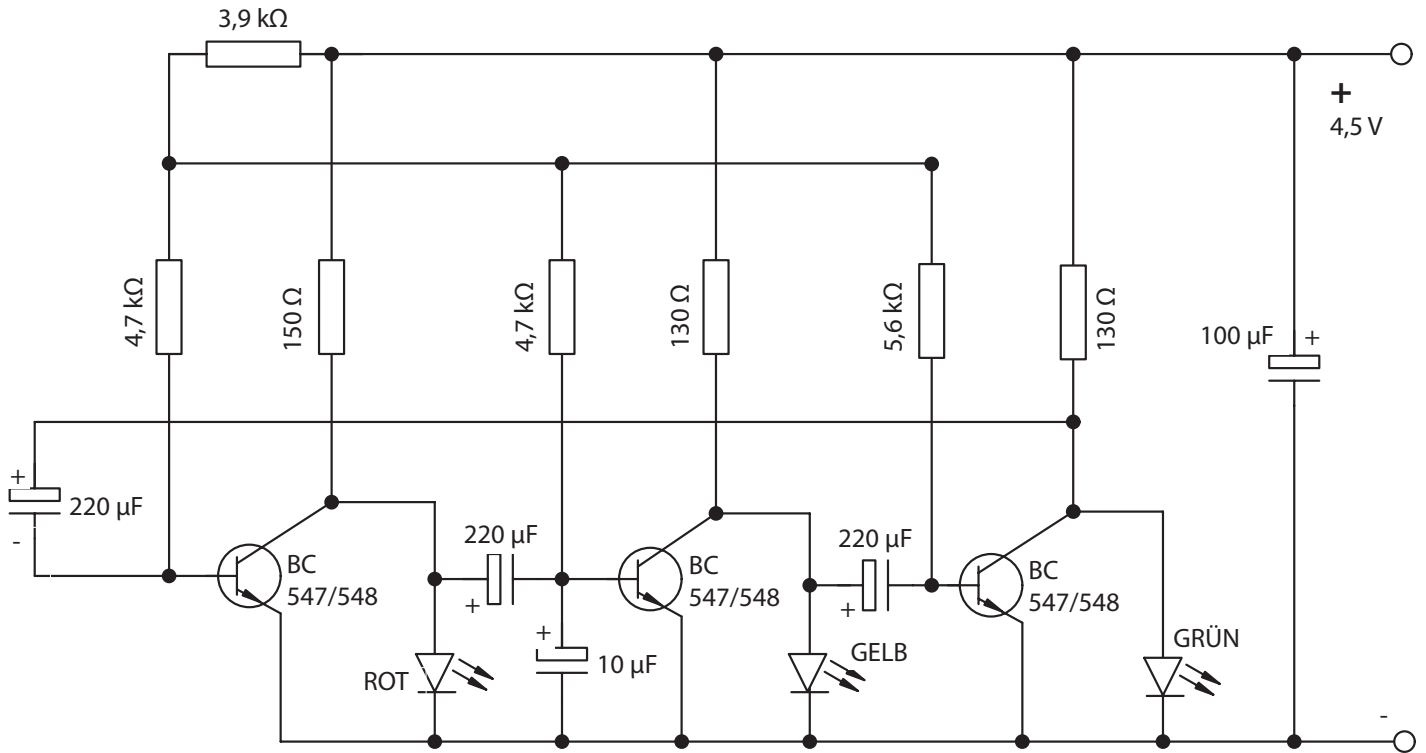 3,9 kΩ
+
4,5 V
4,7 kΩ
150 Ω
4,7 kΩ
130 Ω
5,6 kΩ
130 Ω
100 µF
+
+
220 µF
-
BC
547/548
220 µF
+
BC
547/548
220 µF
+
BC
547/548
ROT
+
10 µF
GELB
GRÜN
-